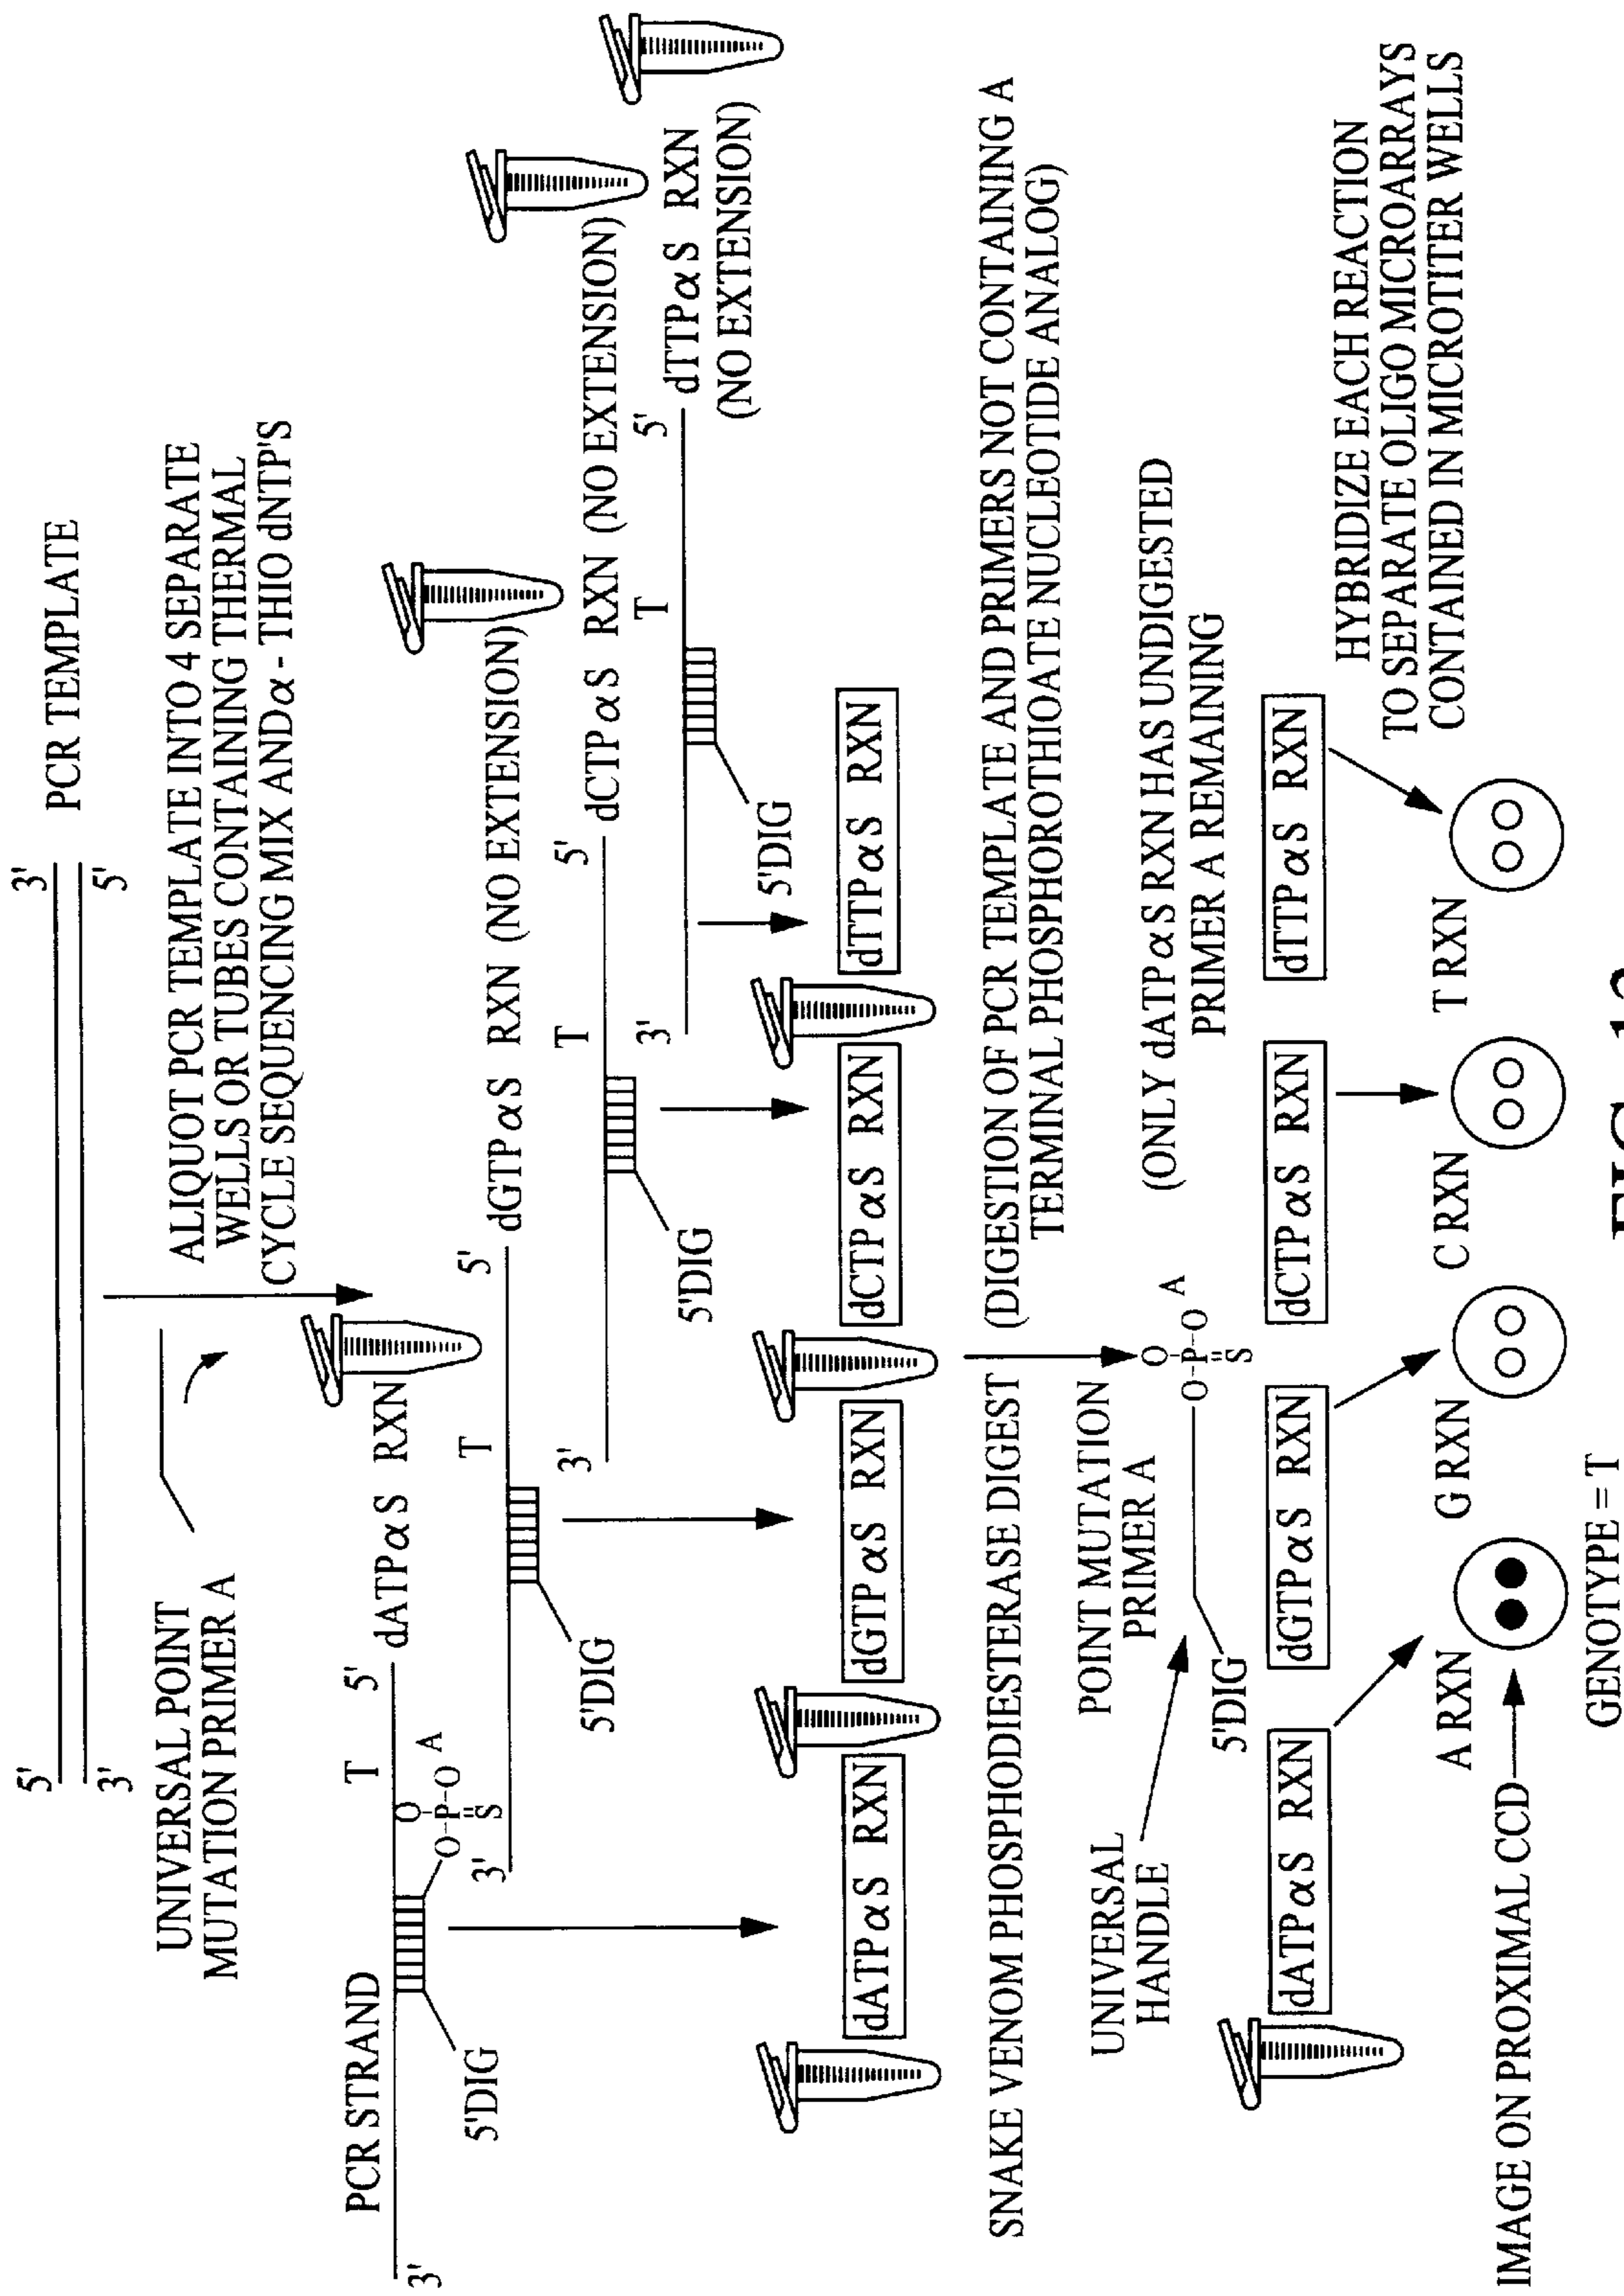 5'
3'
PCR TEMPLATE
3'
5'
UNIVERSAL POINT
MUTATION PRIMER A
ALIQUOT PCR TEMPLATE INTO 4 SEPARATE
WELLS OR TUBES CONTAINING THERMAL
CYCLE SEQUENCING MIX ANDα - THIO dNTP'S
PCR STRAND
3'
T
5'
dATPαS RXN
5'DIG
O
O-P-O
S
A
3'
T
5'
dGTPαS RXN (NO EXTENSION)
5'DIG
3'
T
5'
dCTPαS RXN (NO EXTENSION)
5'DIG
3'
T
5'
dTTPαS RXN
(NO EXTENSION)
5'DIG
dATPαS RXN
dGTPαS RXN
dCTPαS RXN
dTTPαS RXN
SNAKE VENOM PHOSPHODIESTERASE DIGEST (DIGESTION OF PCR TEMPLATE AND PRIMERS NOT CONTAINING A
TERMINAL PHOSPHOROTHIOATE NUCLEOTIDE ANALOG)
UNIVERSAL
HANDLE
POINT MUTATION
PRIMER A
5'DIG
O
O-P-O
S
A
(ONLY dATPαS RXN HAS UNDIGESTED
PRIMER A REMAINING
dATPαS RXN
dGTPαS RXN
dCTPαS RXN
dTTPαS RXN
HYBRIDIZE EACH REACTION
TO SEPARATE OLIGO MICROARRAYS
CONTAINED IN MICROTITER WELLS
A RXN
G RXN
C RXN
T RXN
IMAGE ON PROXIMAL CCD
GENOTYPE = T